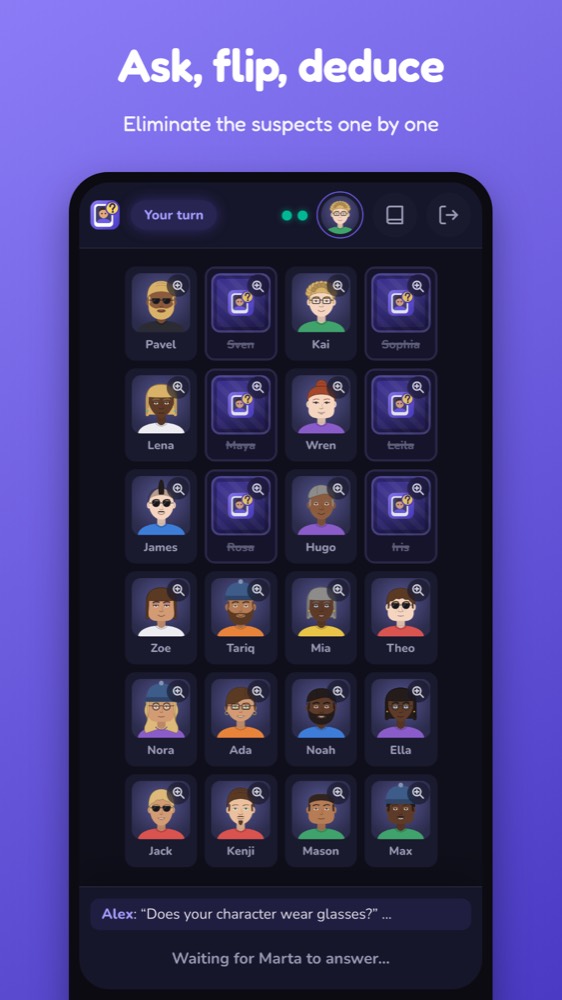 Ask, flip, deduce
Eliminate the suspects one by one
Your turn
Pavel
Sven
Kai
Sophia
Lena
Maya
Wren
Leila
James
Rosa
Hugo
Iris
Zoe
Tariq
Mia
Theo
Nora
Ada
Noah
Ella
Jack
Kenji
Mason
Max
Alex: “Does your character wear glasses?” ...
Waiting for Marta to answer...